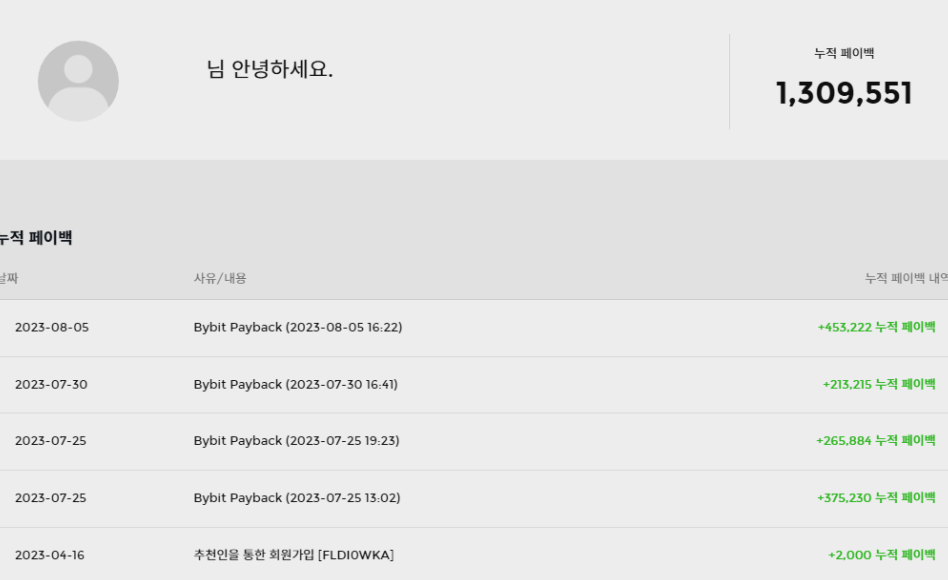 님 안녕하세요.
누적 페이백
1,309,551
누적 페이백
날짜 사유/내용 누적 페이백 내역
2023-08-05 Bybit Payback (2023-08-05 16:22) +453,222 누적 페이백
2023-07-30 Bybit Payback (2023-07-30 16:41) +213,215 누적 페이백
2023-07-25 Bybit Payback (2023-07-25 19:23) +265,884 누적 페이백
2023-07-25 Bybit Payback (2023-07-25 13:02) +375,230 누적 페이백
2023-04-16 추천인을 통한 회원가입 [FLDI0WKA] +2,000 누적 페이백